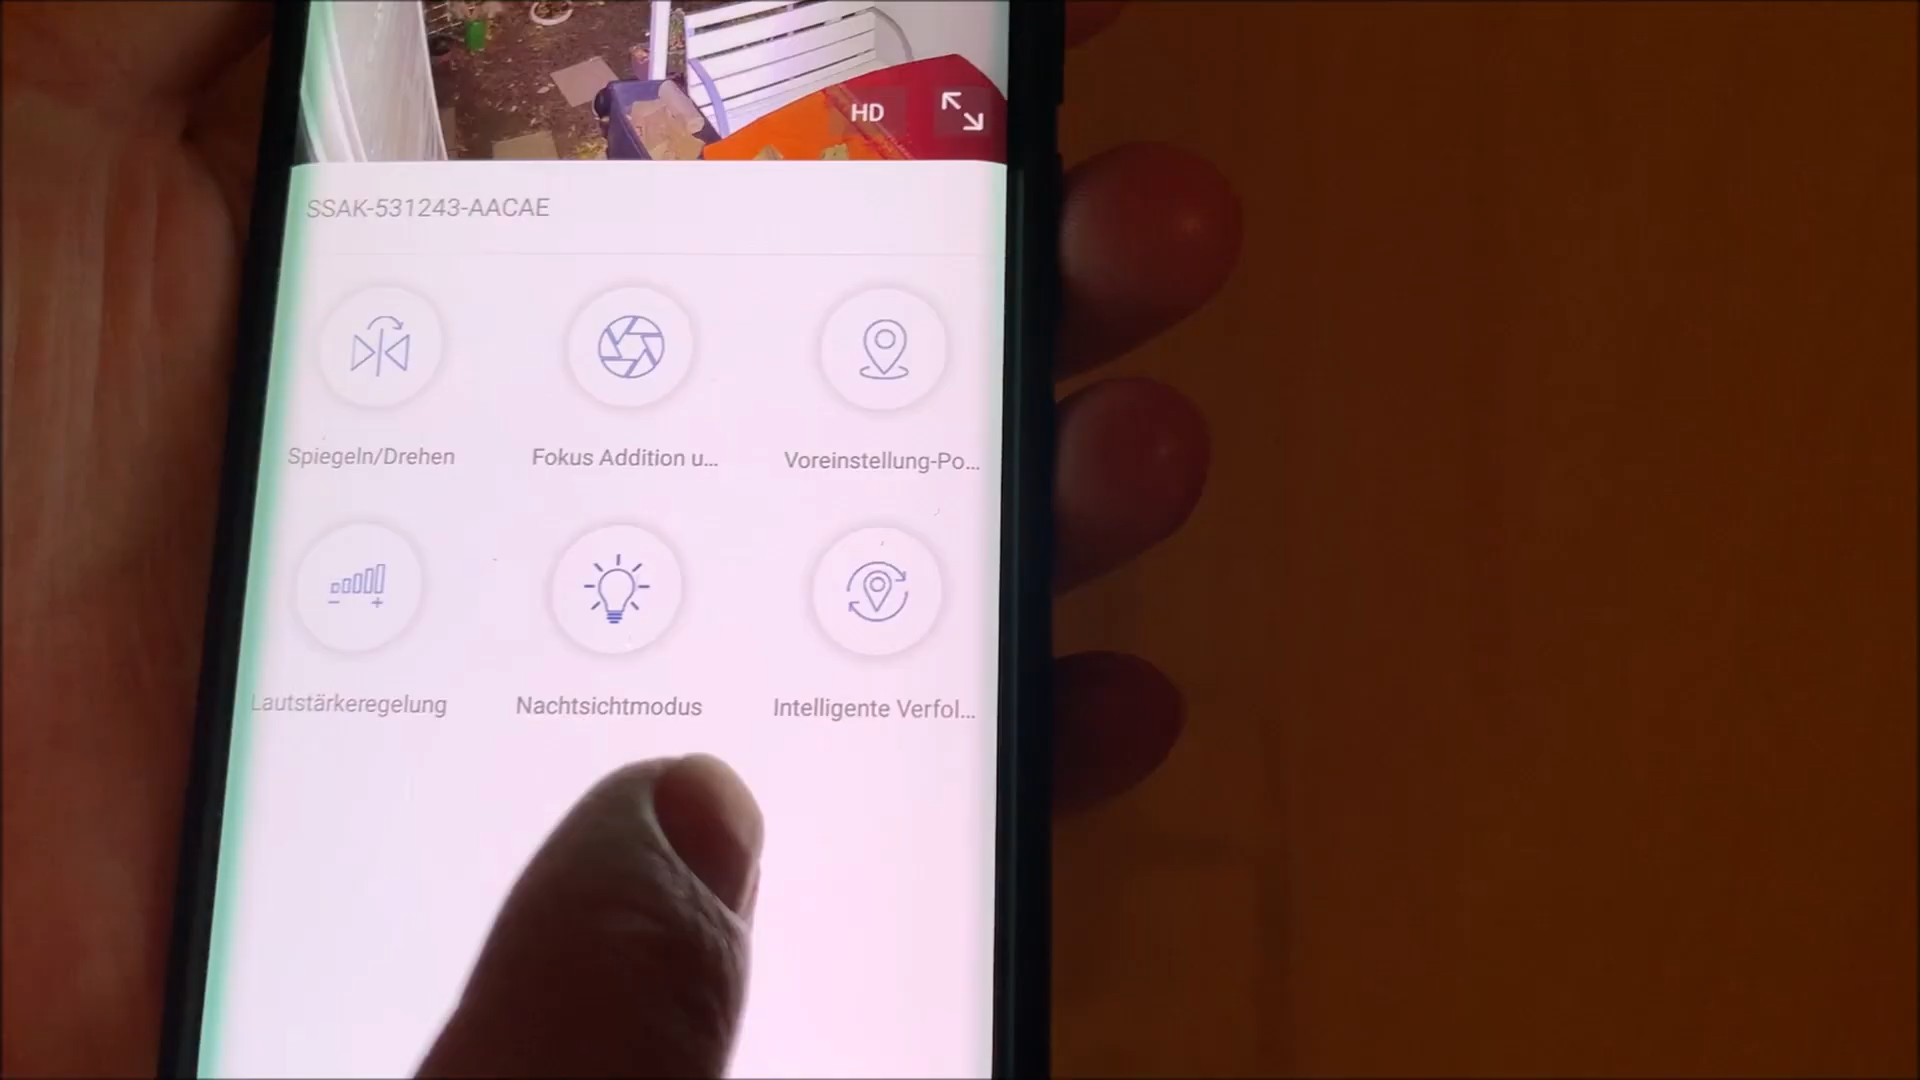 HD
SSAK-531243-AACAE
Spiegeln/Drehen
Fokus Addition u...
Voreinstellung-Po...
Lautstärkeregelung
Nachtsichtmodus
Intelligente Verfol...